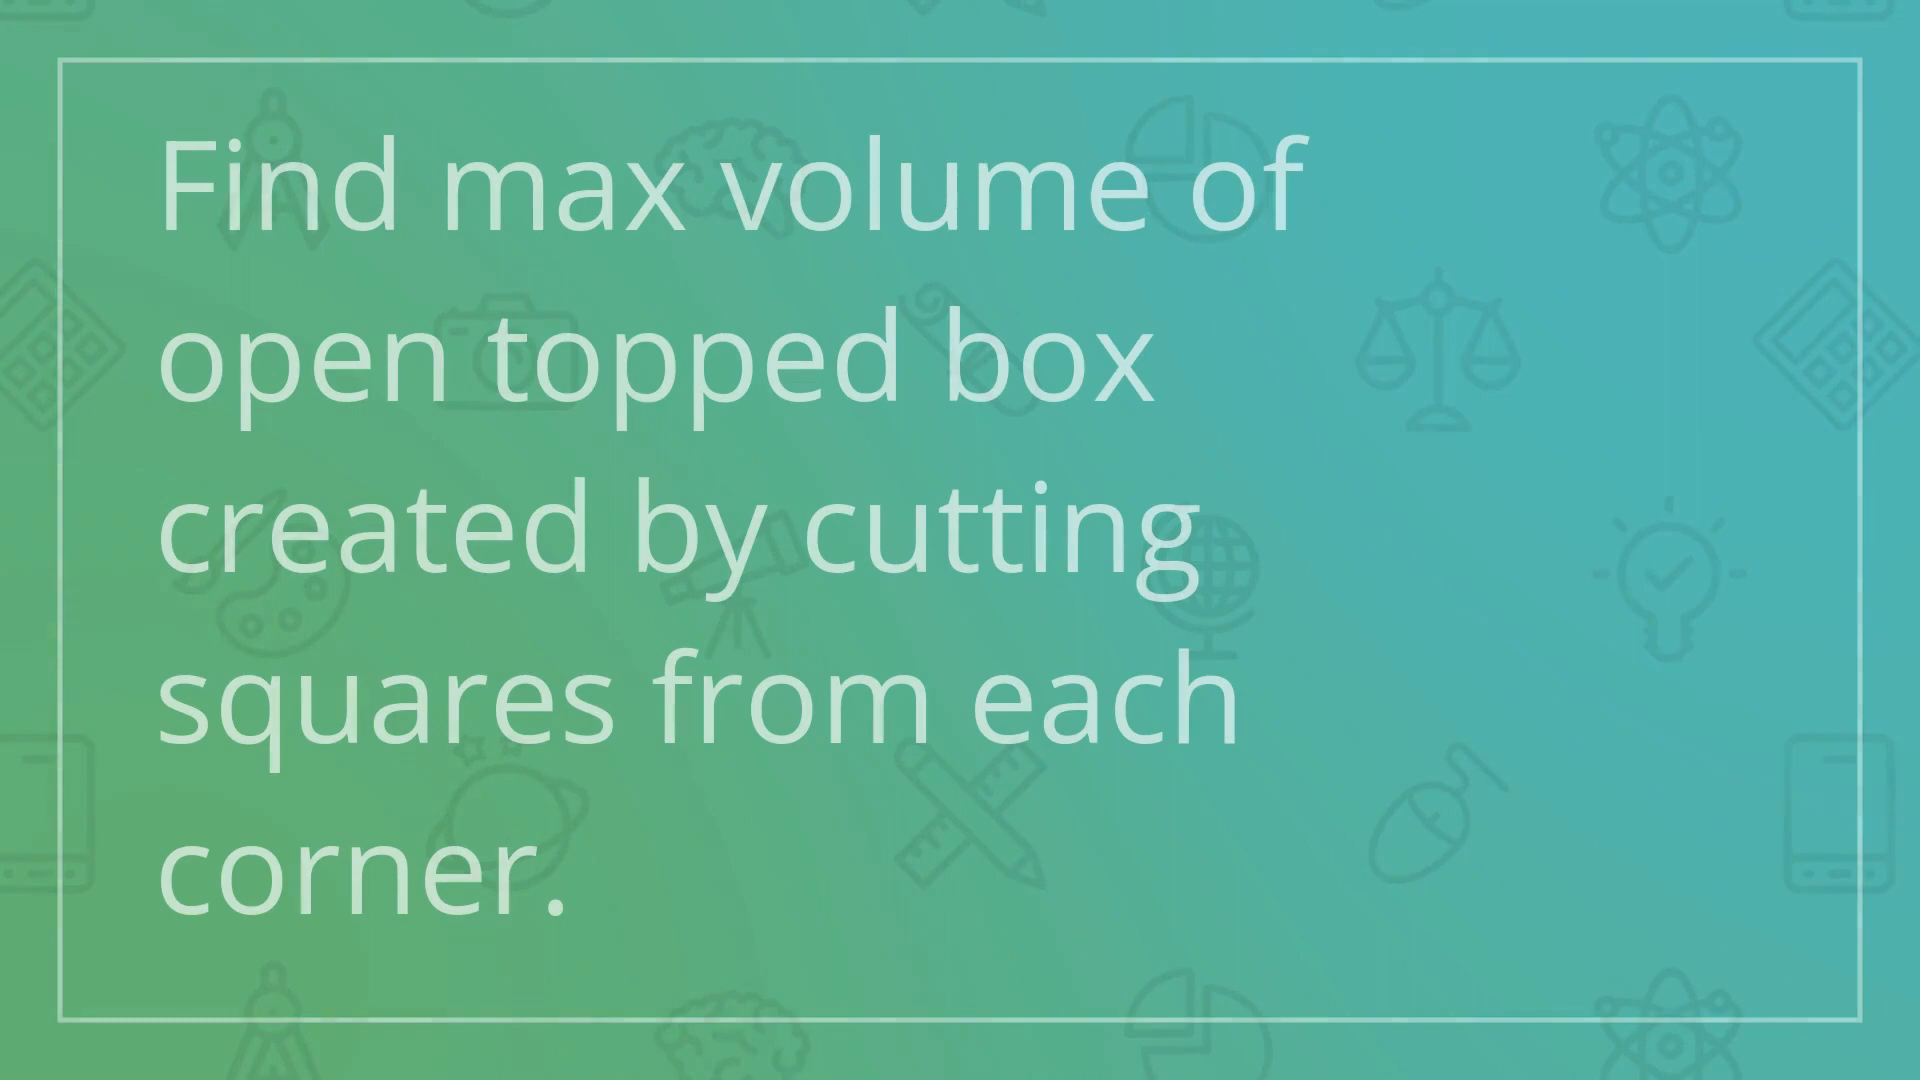 Find max volume of
open topped box
created by cutting
squares from each
corner.